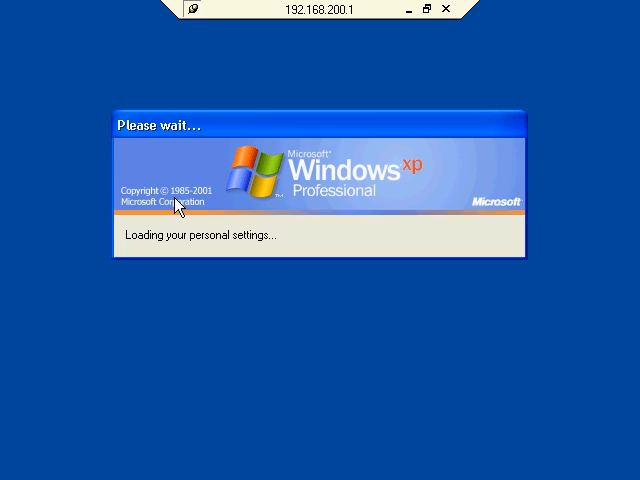 192.168.200.1
Please wait...
Microsoft®
Windows xp
Professional
™
Copyright © 1985-2001
Microsoft Corporation
Microsoft
Loading your personal settings...